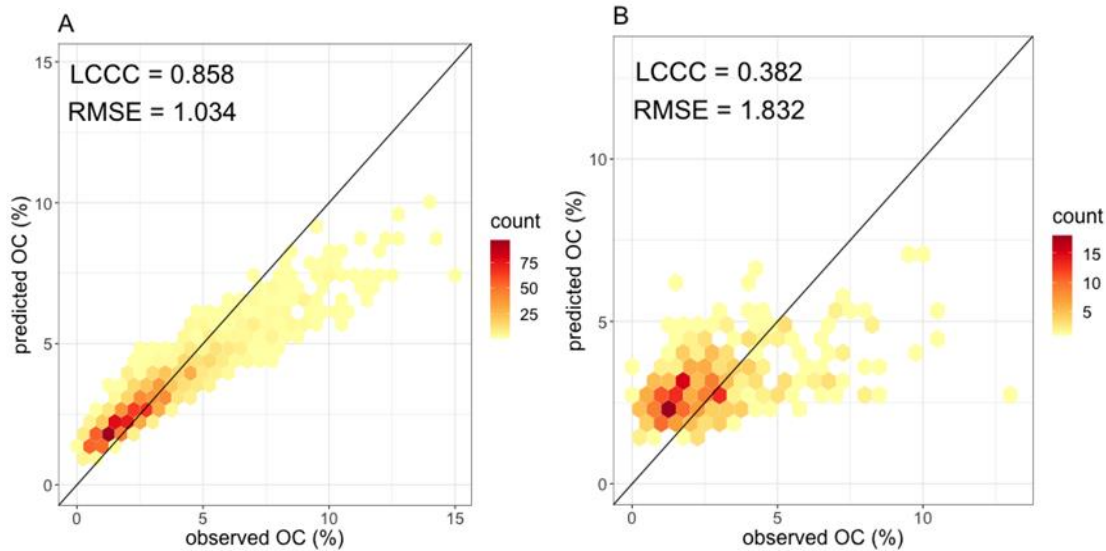 A
LCCC = 0.858
RMSE = 1.034
15
10
5
0
0
5
10
15
predicted OC (%)
observed OC (%)
count
75
50
25
B
LCCC = 0.382
RMSE = 1.832
10
5
0
0
5
10
predicted OC (%)
observed OC (%)
count
15
10
5